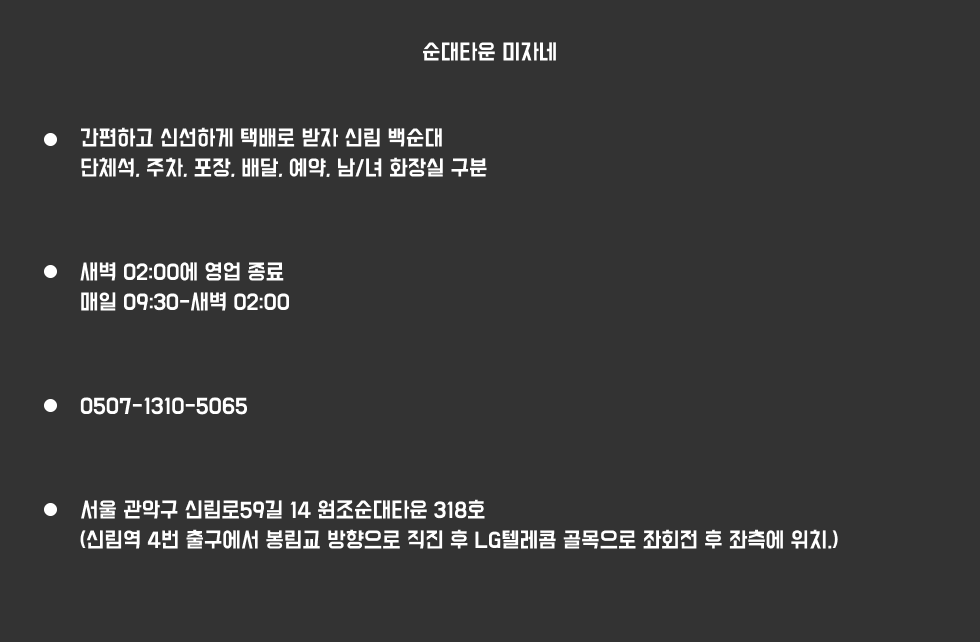 순대타운 미자네
● 간편하고 신선하게 택배로 받자 신림 백순대
단체석, 주차, 포장, 배달, 예약, 남/녀 화장실 구분
● 새벽 02:00에 영업 종료
매일 09:30-새벽 02:00
● 0507-1310-5065
● 서울 관악구 신림로59길 14 원조순대타운 318호
(신림역 4번 출구에서 봉림교 방향으로 직진 후 LG텔레콤 골목으로 좌회전 후 좌측에 위치.)